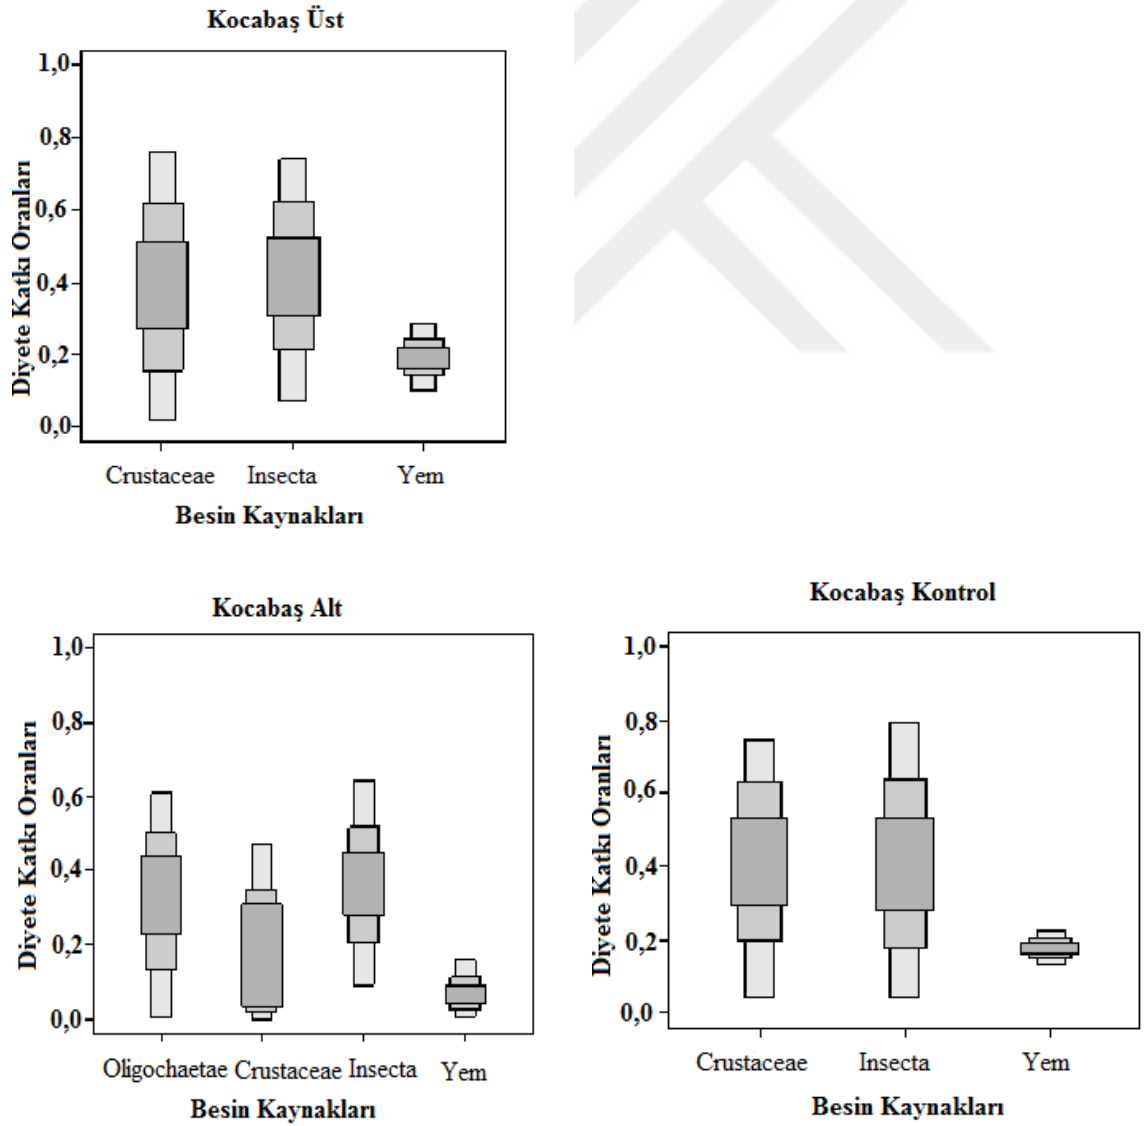 Kocabaş Üst
1,0
0,8
0,6
0,4
0,2
0,0
Diyete Katkı Oranları
Crustaceae Insecta Yem
Besin Kaynakları
Kocabaş Alt
1,0
0,8
0,6
0,4
0,2
0,0
Diyete Katkı Oranları
Oligochaetae Crustaceae Insecta Yem
Besin Kaynakları
Kocabaş Kontrol
1,0
0,8
0,6
0,4
0,2
0,0
Diyete Katkı Oranları
Crustaceae Insecta Yem
Besin Kaynakları